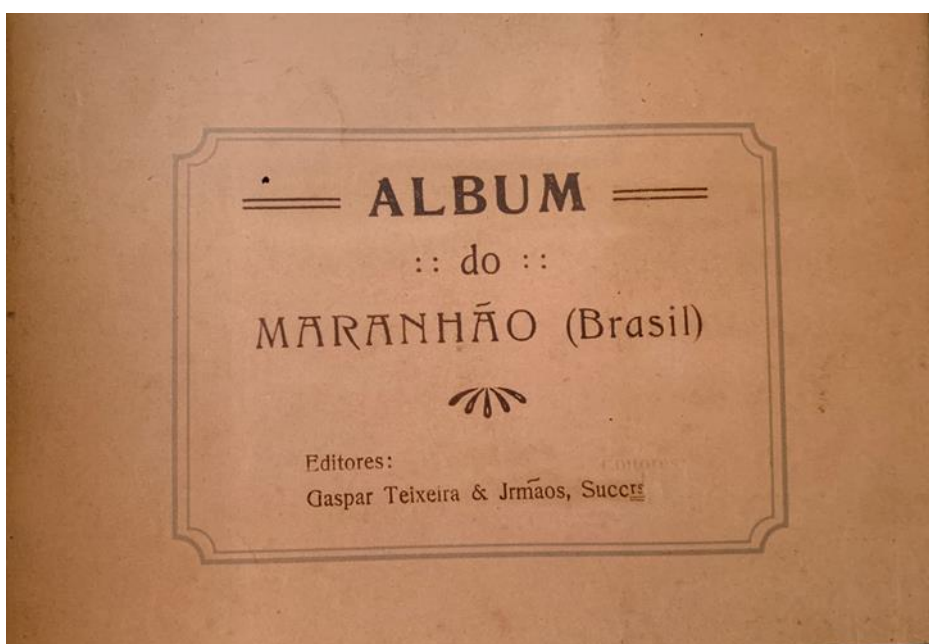 ALBUM
:: do ::
MARANHÃO (Brasil)
Editores:
Gaspar Teixeira & Jrmãos, Succrs